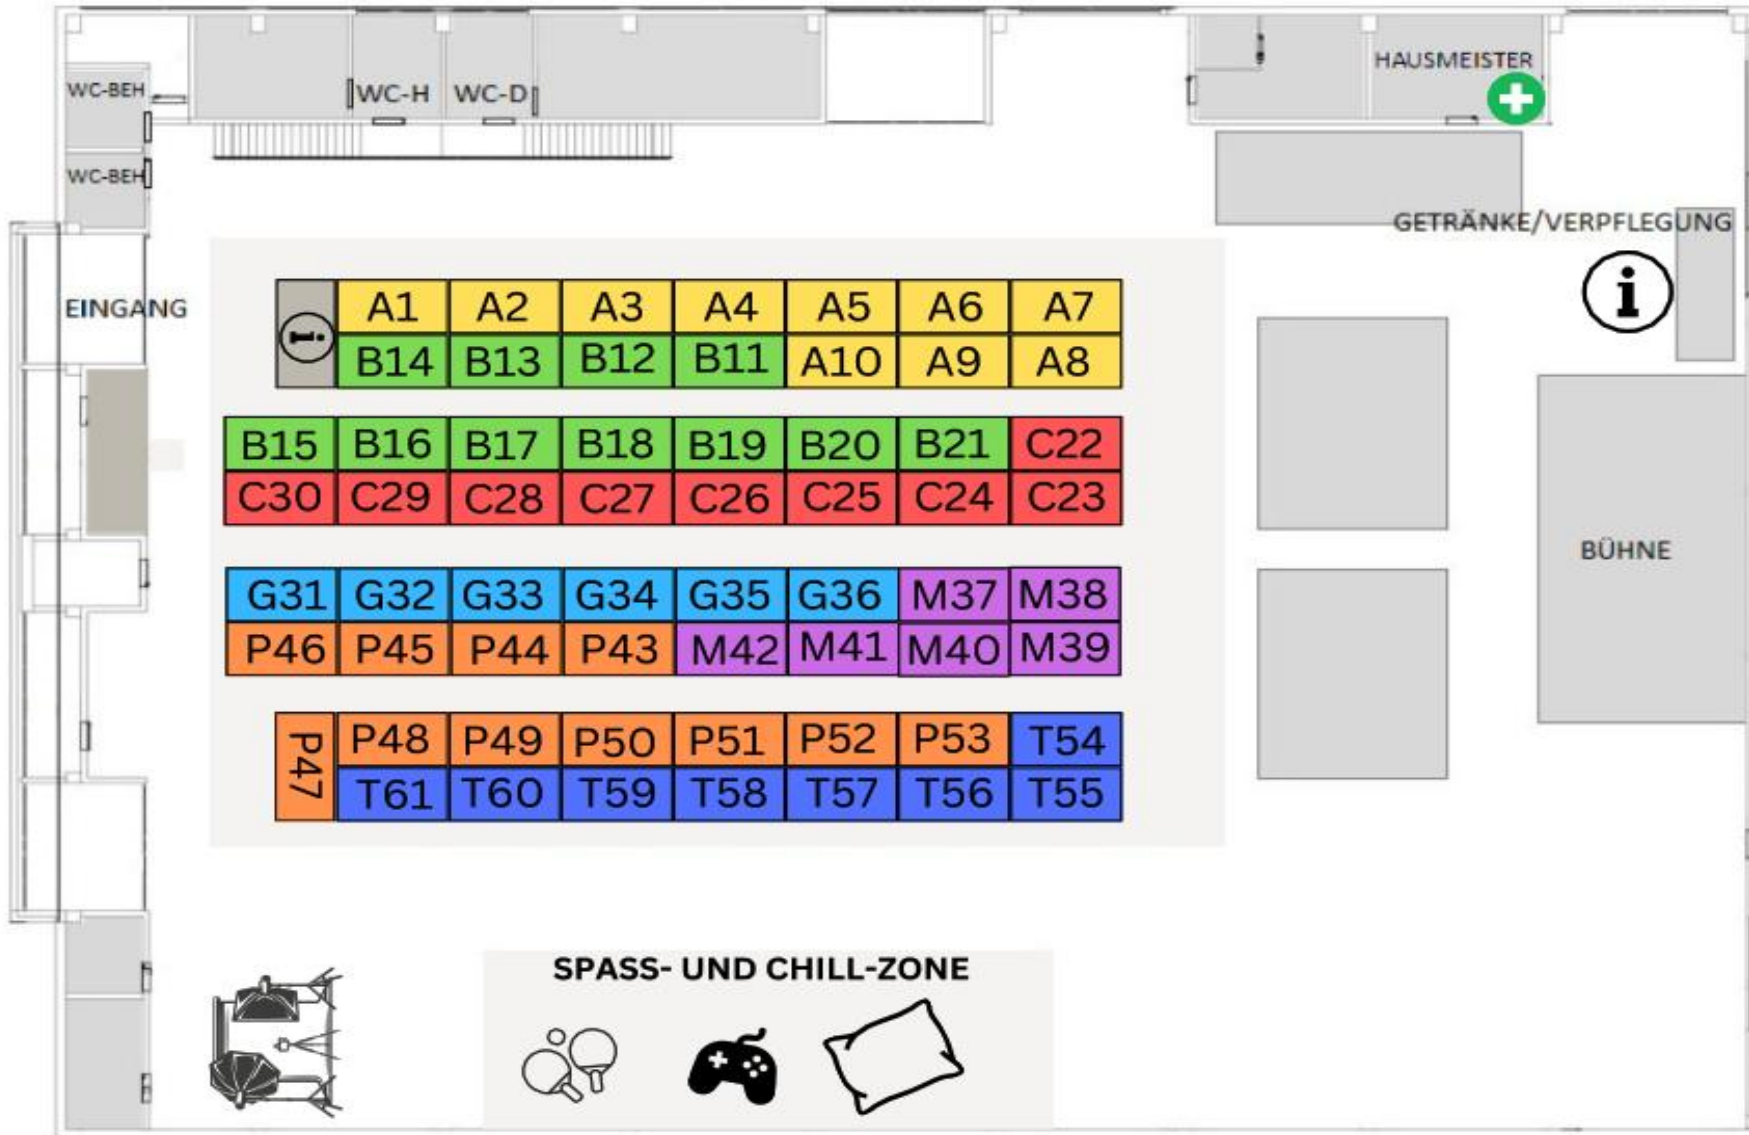 HAUSMEISTER
WC-BEH
WC-H WC-D
WC-BEH
GETRÄNKE/VERPFLEGUNG
i
EINGANG
i
A1 A2 A3 A4 A5 A6 A7
B14 B13 B12 B11 A10 A9 A8
B15 B16 B17 B18 B19 B20 B21 C22
C30 C29 C28 C27 C26 C25 C24 C23
BÜHNE
G31 G32 G33 G34 G35 G36 M37 M38
P46 P45 P44 P43 M42 M41 M40 M39
P47
P48 P49 P50 P51 P52 P53 T54
T61 T60 T59 T58 T57 T56 T55
SPASS- UND CHILL-ZONE